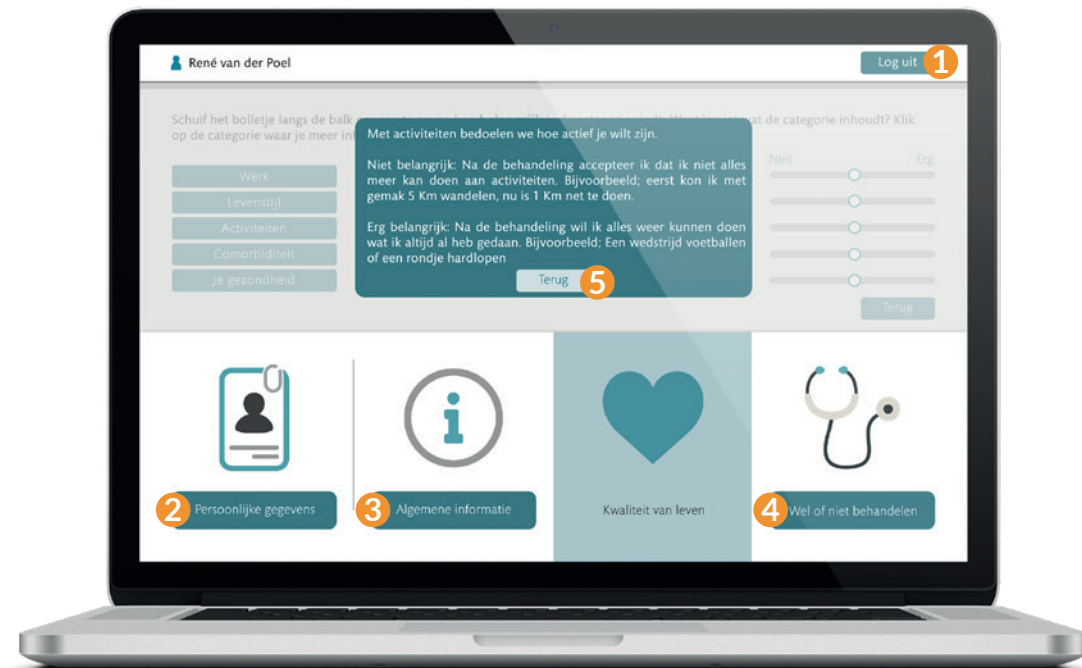 René van der Poel
Log uit
1
Schuif het bolletje langs de balk
at de categorie inhoudt? Klik
op de categorie waar je meer
Met activiteiten bedoelen we hoe actief je wilt zijn.
Niet belangrijk: Na de behandeling accepteer ik dat ik niet alles
meer kan doen aan activiteiten. Bijvoorbeeld; eerst kon ik met
gemak 5 Km wandelen, nu is 1 Km net te doen.
Erg belangrijk: Na de behandeling wil ik alles weer kunnen doen
wat ik altijd al heb gedaan. Bijvoorbeeld; Een wedstrijd voetballen
of een rondje hardlopen
Terug
5
Werk
Levenstijl
Activiteiten
Comorbiditeit
Je gezondheid
Niet
Erg
Terug
2
Persoonlijke gegevens
3
Algemene informatie
Kwaliteit van leven
4
Wel of niet behandelen